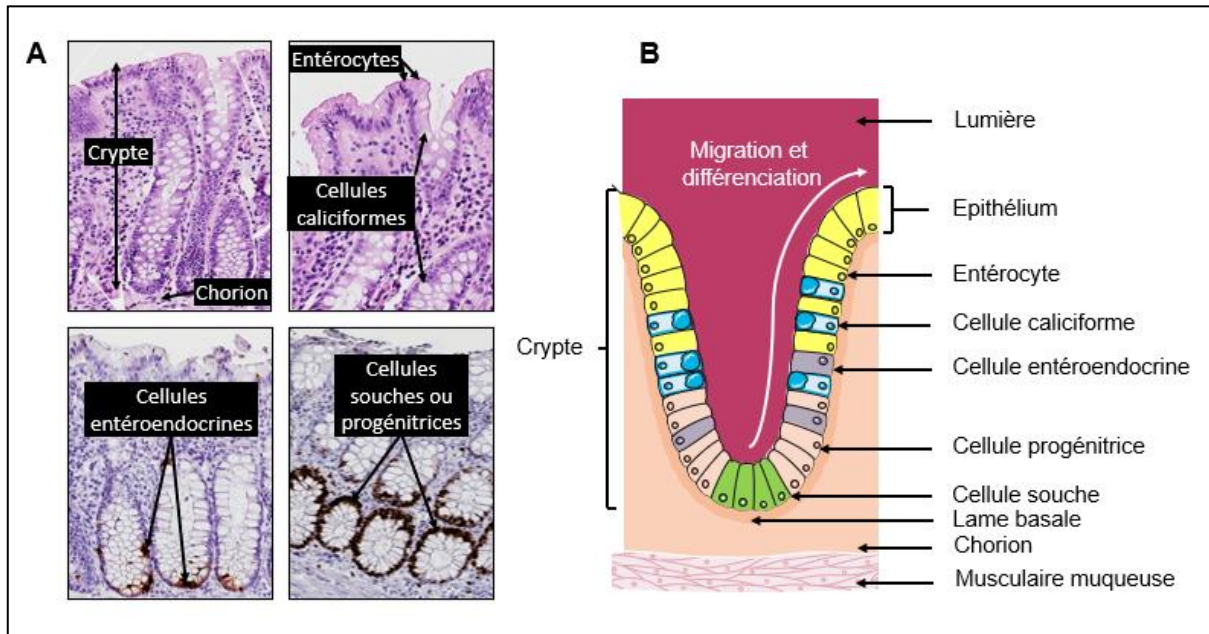 A
Crypte
Chorion
Entérocytes
Cellules
caliciformes
Cellules
entéroendocrines
Cellules
souches ou
progénitrices
B
Migration et
différenciation
Crypte
Lumière
Epithélium
Entérocyte
Cellule caliciforme
Cellule entéroendocrine
Cellule progénitrice
Cellule souche
Lame basale
Chorion
Musculaire muqueuse